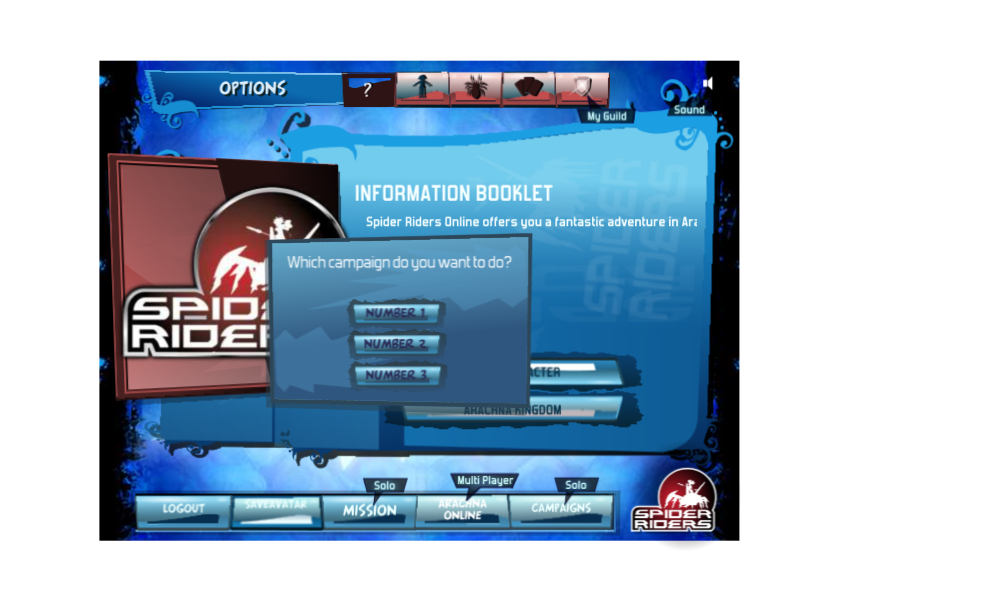 OPTIONS
?
My Guild
Sound
INFORMATION BOOKLET
Spider Riders Online offers you a fantastic adventure in
SPIDER
RIDERS
Which campaign do you want to do?
NUMBER 1.
NUMBER 2.
NUMBER 3.
ARACHNA KINGDOM
Solo
Multi Player
Solo
LOGOUT
SAVEAVATAR
MISSION
ARACHNA
ONLINE
CAMPAIGNS
SPIDER
RIDERS